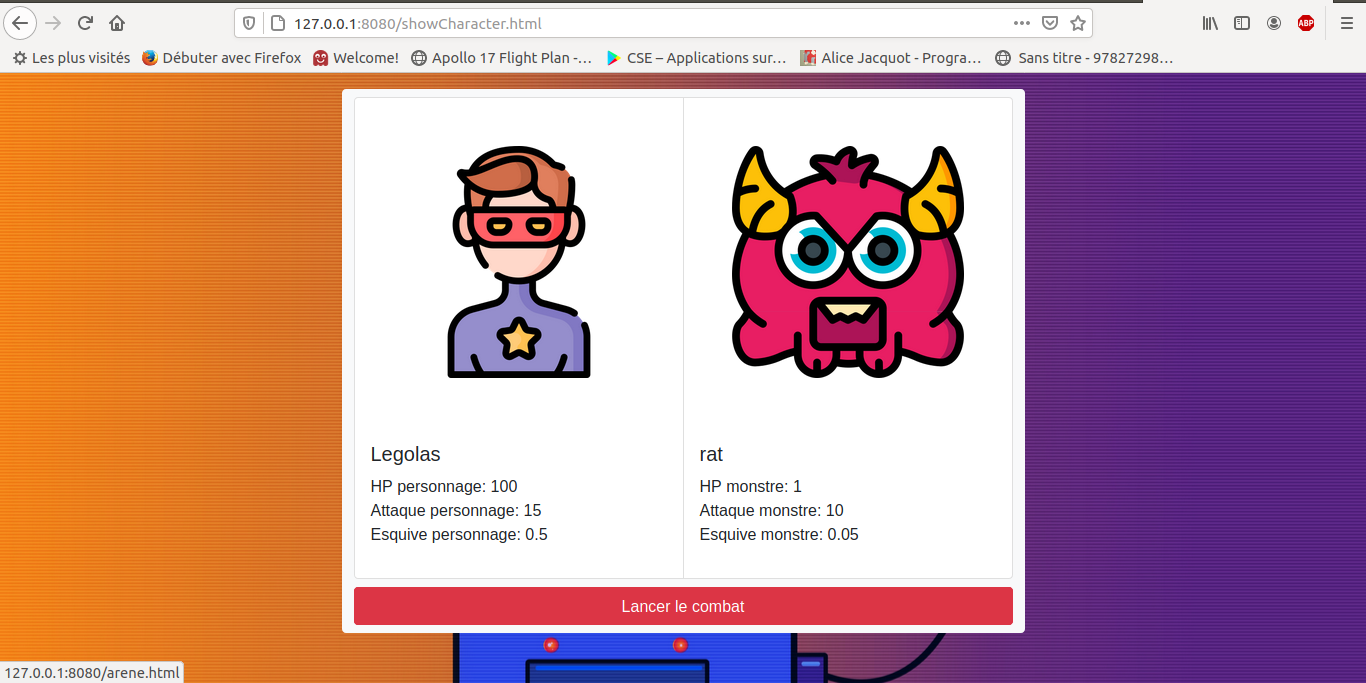 127.0.0.1:8080/showCharacter.html
ABP
Les plus visités Débuter avec Firefox Welcome! Apollo 17 Flight Plan -... CSE – Applications sur... Alice Jacquot - Progra... Sans titre - 97827298...
Legolas
HP personnage: 100
Attaque personnage: 15
Esquive personnage: 0.5
rat
HP monstre: 1
Attaque monstre: 10
Esquive monstre: 0.05
Lancer le combat
127.0.0.1:8080/arene.html